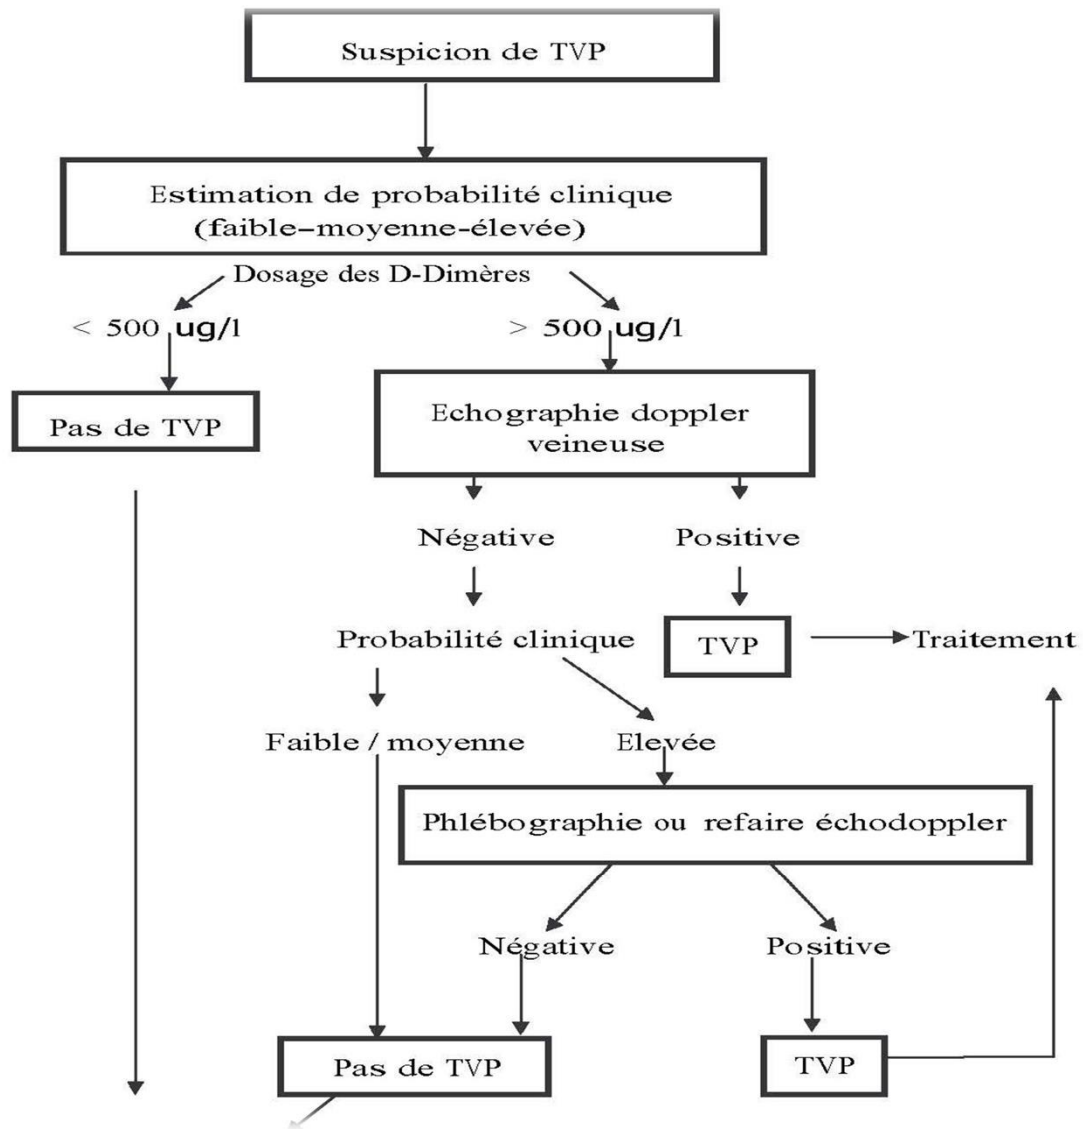 Suspicion de TVP
Estimation de probabilité clinique
(faible–moyenne-élevée)
Dosage des D-Dimères
< 500 ug/l
> 500 ug/l
Pas de TVP
Echographie doppler
veineuse
Négative
Positive
Probabilité clinique
TVP
Traitement
Faible / moyenne
Elevée
Phlébographie ou refaire échodoppler
Négative
Positive
Pas de TVP
TVP